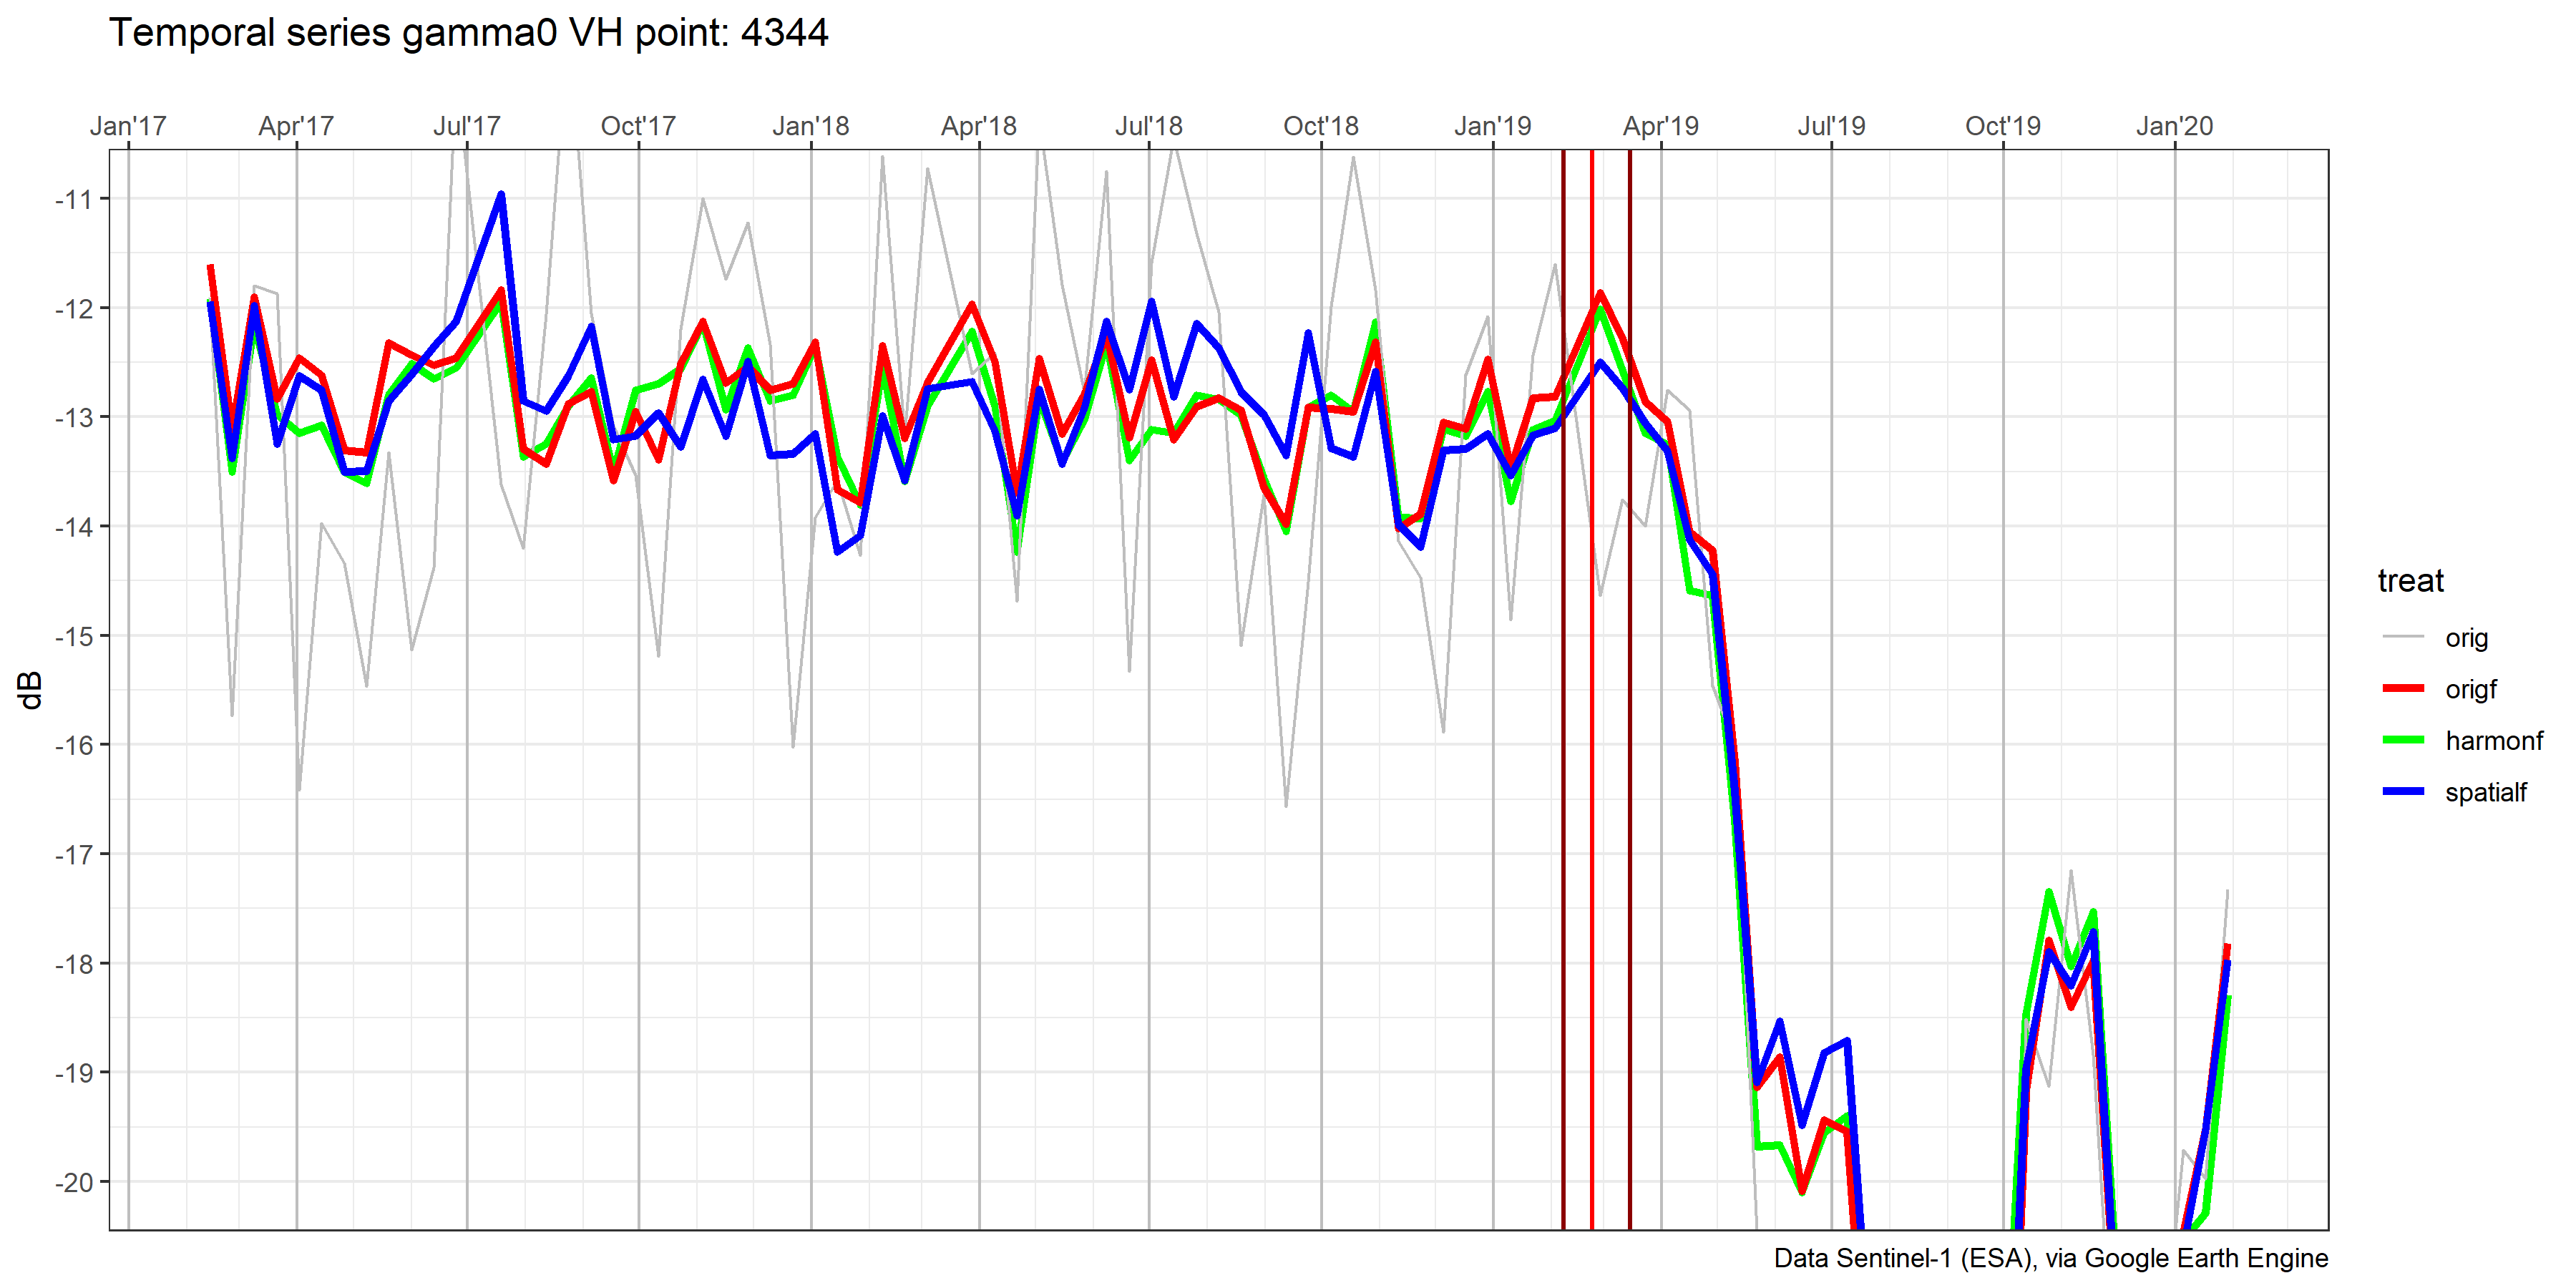 Temporal series gamma0 VH point: 4344
Jan'17 Apr'17 Jul'17 Oct'17 Jan'18 Apr'18 Jul'18 Oct'18 Jan'19 Apr'19 Jul'19 Oct'19 Jan'20
-11
-12
-13
-14
-15
-16
-17
-18
-19
-20
dB
treat
orig
origf
harmonf
spatialf
Data Sentinel-1 (ESA), via Google Earth Engine